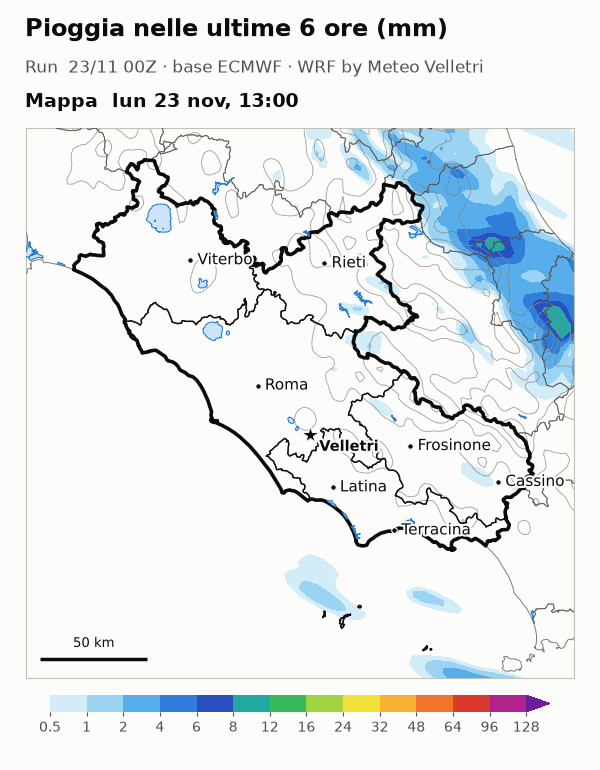 Pioggia nelle ultime 6 ore (mm)
Run  23/11 00Z · base ECMWF · WRF by Meteo Velletri
Mappa  lun 23 nov, 13:00
Viterbo
Rieti
Roma
Velletri
Frosinone
Latina
Cassino
Terracina
50 km
0.5 1 2 4 6 8 12 16 24 32 48 64 96 128